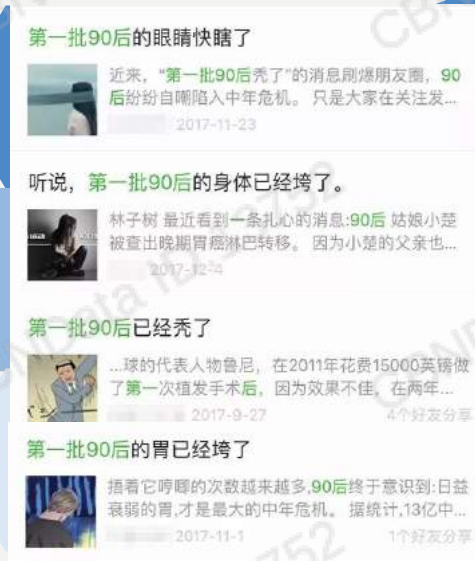 第一批90后的眼睛快瞎了
近来，“第一批90后秃了”的消息刷爆朋友圈，90
后纷纷自嘲陷入中年危机。 只是大家在关注发...
2017-11-23
听说，第一批90后的身体已经垮了。
林子树 最近看到一条扎心的消息:90后 姑娘小楚
被查出晚期胃癌淋巴转移。 因为小楚的父亲也...
2017-12-4
第一批90后已经秃了
...球的代表人物鲁尼，在2011年花费15000英镑做
了第一次植发手术后，因为效果不佳，在两年...
2017-9-27
4个好友分享
第一批90后的胃已经垮了
捂着它哼唧的次数越来越多,90后终于意识到:日益
衰弱的胃,才是最大的中年危机。 据统计,13亿中...
2017-11-1
1个好友分享